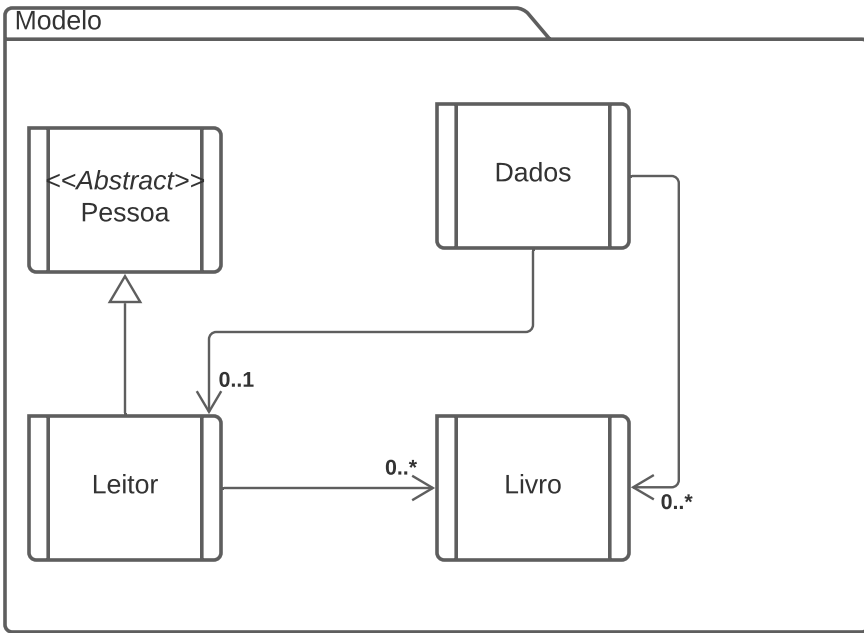 Modelo
<<Abstract>>
Pessoa
Dados
0..1
Leitor
0..*
Livro
0..*